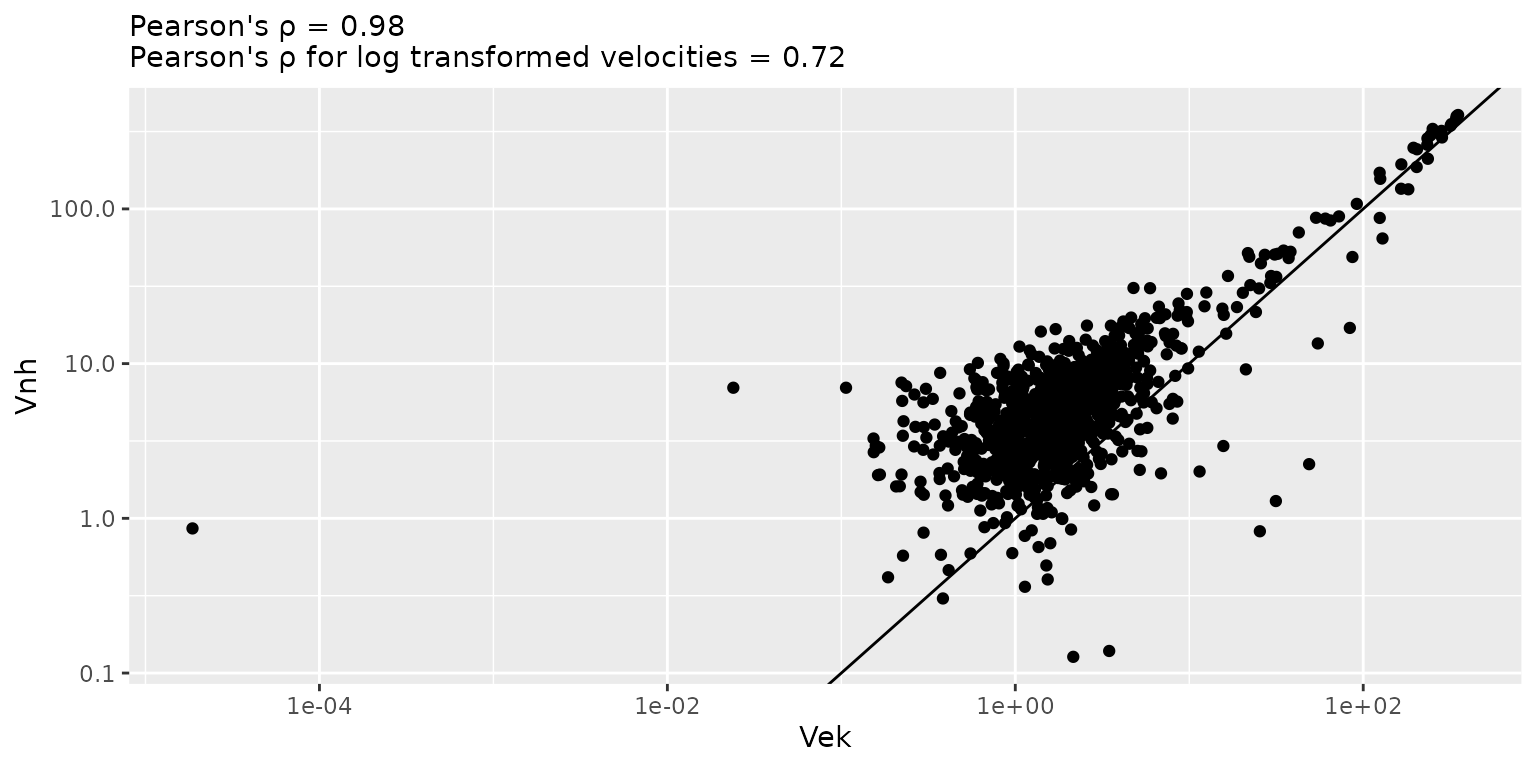 Pearson's ρ = 0.98
Pearson's ρ for log transformed velocities = 0.72
100.0
10.0
1.0
0.1
Vnh
1e-04 1e-02 1e+00 1e+02
Vek